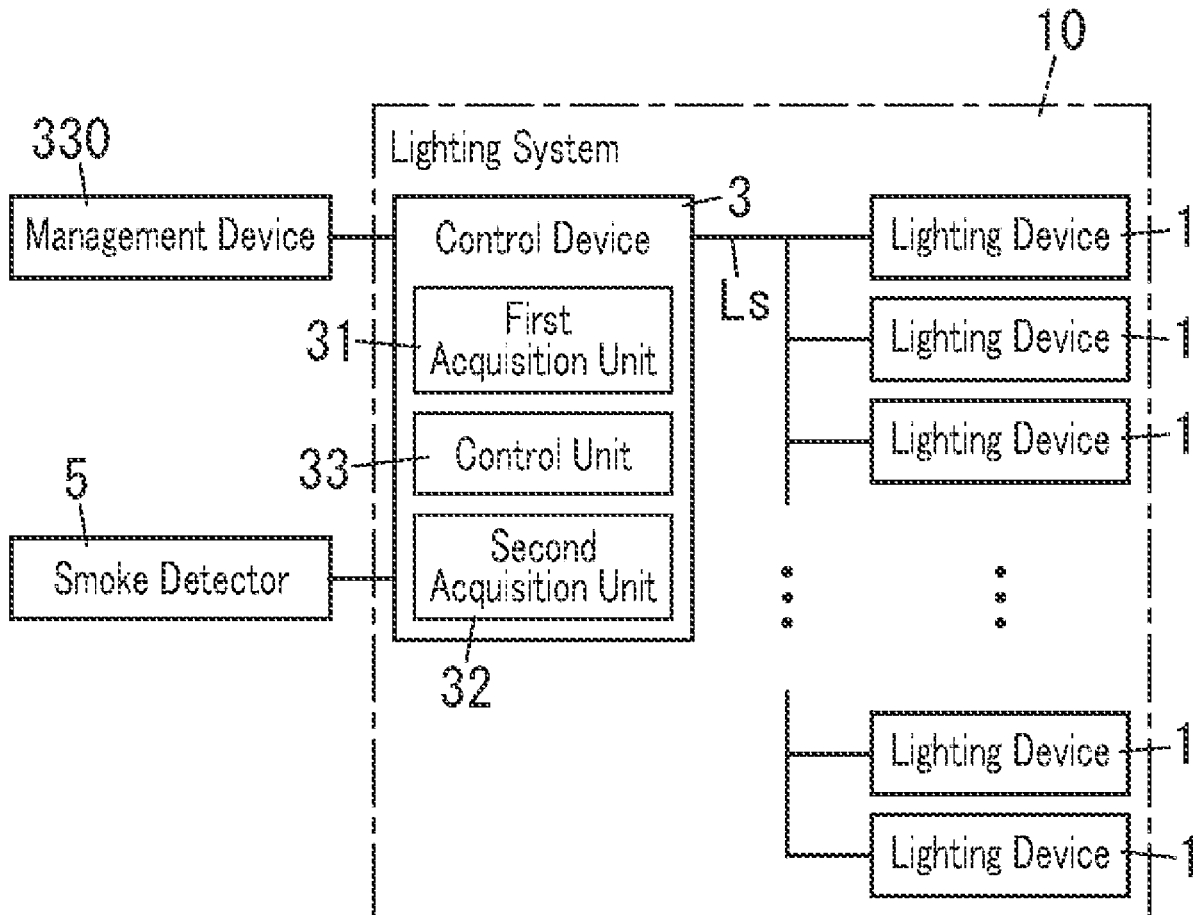 10
Lighting System
330
Management Device
3
Control Device
Ls
Lighting Device
1
31
First
Acquisition Unit
Lighting Device
1
33
Control Unit
Lighting Device
1
5
Smoke Detector
Second
Acquisition Unit
32
Lighting Device
1
Lighting Device
1